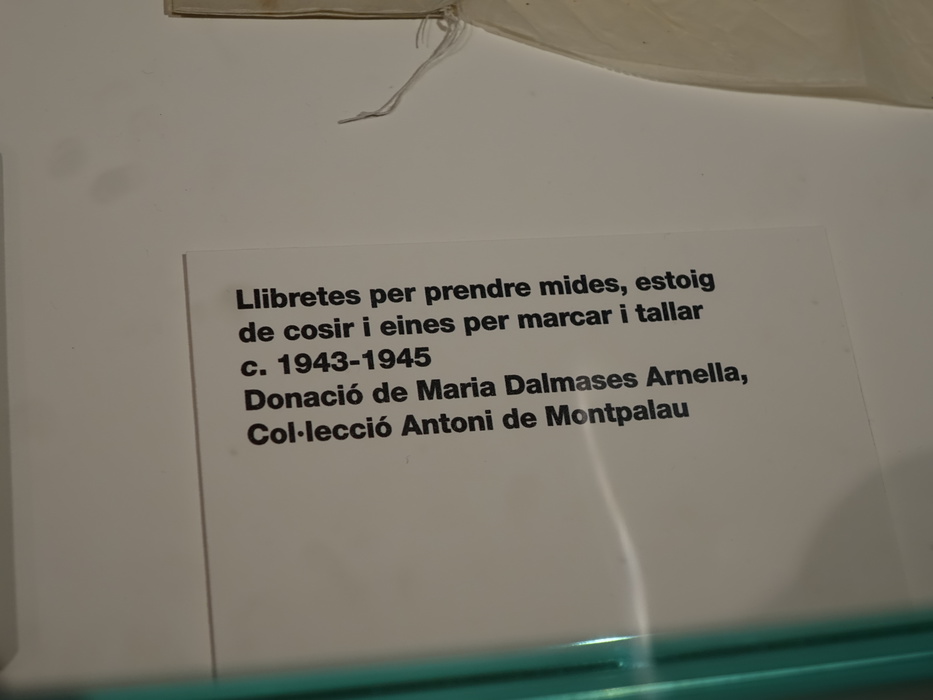 Llibretes per prendre mides, estoig
de cosir i eines per marcar i tallar
c. 1943-1945
Donació de Maria Dalmases Arnella,
Col·lecció Antoni de Montpalau